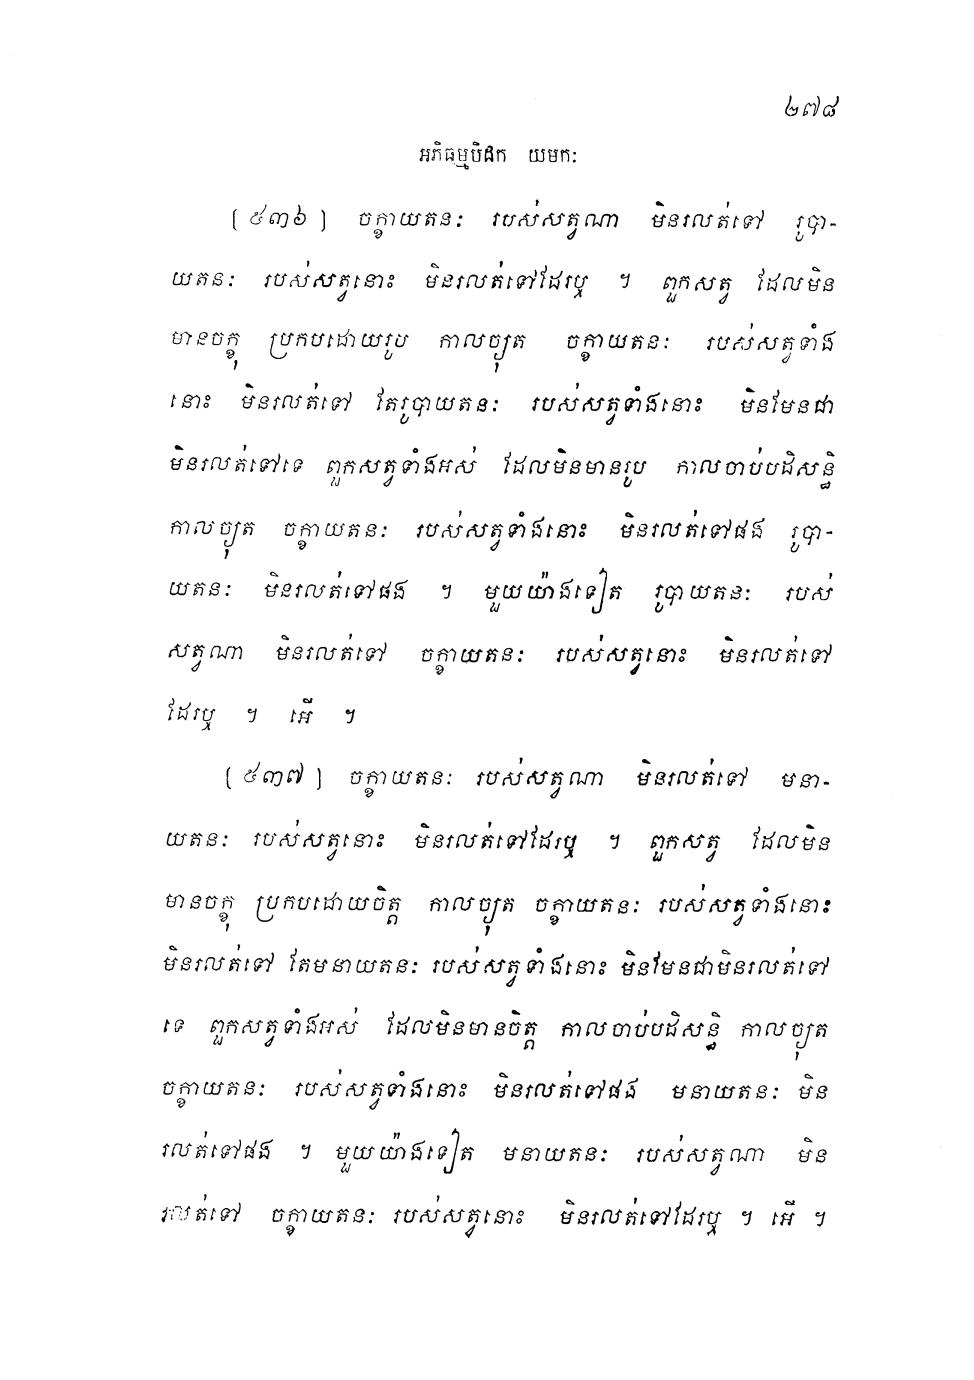 ២៧៨
អភិធម្មបិដក យមកៈ
[ ៥៣៦ ] ចក្ខាយតនៈ របស់សត្វណា មិនរលត់ទៅ រូបា-
យតនៈ របស់សត្វនោះ មិនរលត់ទៅដែរឬ ។ ពួកសត្វ ដែលមិន
មានចក្ខុ ប្រកបដោយរូប កាលច្យុត ចក្ខាយតនៈ របស់សត្វទាំង
នោះ មិនរលត់ទៅ តែរូបាយតនៈ របស់សត្វទាំងនោះ មិនមែនជា
មិនរលត់ទៅទេ ពួកសត្វទាំងអស់ ដែលមិនមានរូប កាលចាប់បដិសន្ធិ
កាលច្យុត ចក្ខាយតនៈ របស់សត្វទាំងនោះ មិនរលត់ទៅផង រូបា-
យតនៈ មិនរលត់ទៅផង ។ មួយយ៉ាងទៀត រូបាយតនៈ របស់
សត្វណា មិនរលត់ទៅ ចក្ខាយតនៈ របស់សត្វនោះ មិនរលត់ទៅ
ដែរឬ ។ អើ ។
[ ៥៣៧ ] ចក្ខាយតនៈ របស់សត្វណា មិនរលត់ទៅ មនា-
យតនៈ របស់សត្វនោះ មិនរលត់ទៅដែរឬ ។ ពួកសត្វ ដែលមិន
មានចក្ខុ ប្រកបដោយចិត្ត កាលច្យុត ចក្ខាយតនៈ របស់សត្វទាំងនោះ
មិនរលត់ទៅ តែមនាយតនៈ របស់សត្វទាំងនោះ មិនមែនជាមិនរលត់ទៅ
ទេ ពួកសត្វទាំងអស់ ដែលមិនមានចិត្ត កាលចាប់បដិសន្ធិ កាលច្យុត
ចក្ខាយតនៈ របស់សត្វទាំងនោះ មិនរលត់ទៅផង មនាយតនៈ មិន
រលត់ទៅផង ។ មួយយ៉ាងទៀត មនាយតនៈ របស់សត្វណា មិន
រលត់ទៅ ចក្ខាយតនៈ របស់សត្វនោះ មិនរលត់ទៅដែរឬ ។ អើ ។